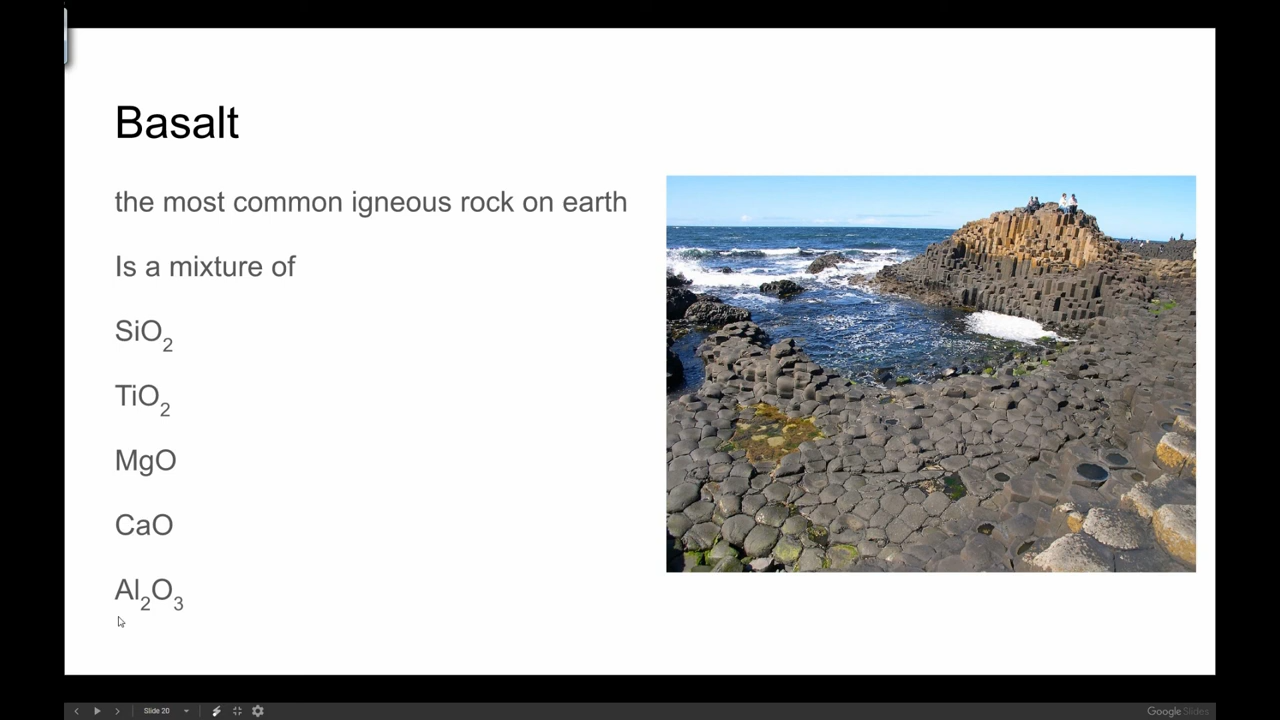 Basalt
the most common igneous rock on earth
Is a mixture of
SiO₂
TiO₂
MgO
CaO
Al₂O₃
Slide 20
Google Slides